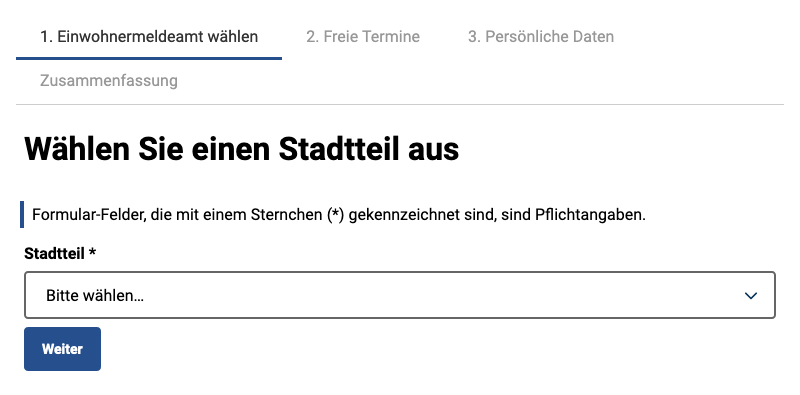 1. Einwohnermeldeamt wählen 2. Freie Termine 3. Persönliche Daten
Zusammenfassung
Wählen Sie einen Stadtteil aus
Formular-Felder, die mit einem Sternchen (*) gekennzeichnet sind, sind Pflichtangaben.
Stadtteil *
Bitte wählen...
Weiter